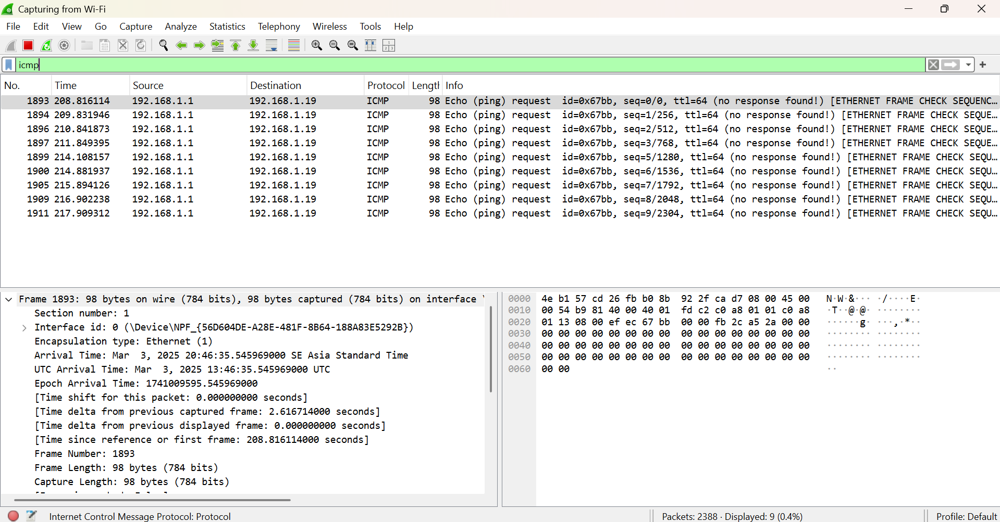 Capturing from Wi-Fi
File Edit View Go Capture Analyze Statistics Telephony Wireless Tools Help
icmp
No. Time Source Destination Protocol Length Info
1893 208.816114 192.168.1.1 192.168.1.19 ICMP 98 Echo (ping) request id=0x67bb, seq=0/0, ttl=64 (no response found!) [ETHERNET FRAME CHECK SEQUENC…
1894 209.831946 192.168.1.1 192.168.1.19 ICMP 98 Echo (ping) request id=0x67bb, seq=1/256, ttl=64 (no response found!) [ETHERNET FRAME CHECK SEQUE…
1896 210.841873 192.168.1.1 192.168.1.19 ICMP 98 Echo (ping) request id=0x67bb, seq=2/512, ttl=64 (no response found!) [ETHERNET FRAME CHECK SEQUE…
1897 211.849395 192.168.1.1 192.168.1.19 ICMP 98 Echo (ping) request id=0x67bb, seq=3/768, ttl=64 (no response found!) [ETHERNET FRAME CHECK SEQUE…
1899 214.108157 192.168.1.1 192.168.1.19 ICMP 98 Echo (ping) request id=0x67bb, seq=5/1280, ttl=64 (no response found!) [ETHERNET FRAME CHECK SEQU…
1900 214.881937 192.168.1.1 192.168.1.19 ICMP 98 Echo (ping) request id=0x67bb, seq=6/1536, ttl=64 (no response found!) [ETHERNET FRAME CHECK SEQU…
1905 215.894126 192.168.1.1 192.168.1.19 ICMP 98 Echo (ping) request id=0x67bb, seq=7/1792, ttl=64 (no response found!) [ETHERNET FRAME CHECK SEQU…
1909 216.902238 192.168.1.1 192.168.1.19 ICMP 98 Echo (ping) request id=0x67bb, seq=8/2048, ttl=64 (no response found!) [ETHERNET FRAME CHECK SEQU…
1911 217.909312 192.168.1.1 192.168.1.19 ICMP 98 Echo (ping) request id=0x67bb, seq=9/2304, ttl=64 (no response found!) [ETHERNET FRAME CHECK SEQU…
Frame 1893: 98 bytes on wire (784 bits), 98 bytes captured (784 bits) on interface
Section number: 1
Interface id: 0 (\Device\NPF_{56D604DE-A28E-481F-8B64-188A83E5292B})
Encapsulation type: Ethernet (1)
Arrival Time: Mar  3, 2025 20:46:35.545969000 SE Asia Standard Time
UTC Arrival Time: Mar  3, 2025 13:46:35.545969000 UTC
Epoch Arrival Time: 1741009595.545969000
[Time shift for this packet: 0.000000000 seconds]
[Time delta from previous captured frame: 2.616714000 seconds]
[Time delta from previous displayed frame: 0.000000000 seconds]
[Time since reference or first frame: 208.816114000 seconds]
Frame Number: 1893
Frame Length: 98 bytes (784 bits)
Capture Length: 98 bytes (784 bits)
0000 4e b1 57 cd 26 fb b0 8b 92 2f ca d7 08 00 45 00 N·W·&··· ·/····E·
0010 00 54 b9 81 40 00 40 01 fd c2 c0 a8 01 01 c0 a8 ·T··@·@· ········
0020 01 13 08 00 ef ec 67 bb 00 00 fb 2c a5 2a 00 00 ······g· ···,·*··
0030 00 00 00 00 00 00 00 00 00 00 00 00 00 00 00 00 ········ ········
0040 00 00 00 00 00 00 00 00 00 00 00 00 00 00 00 00 ········ ········
0050 00 00 00 00 00 00 00 00 00 00 00 00 00 00 00 00 ········ ········
0060 00 00 ··
Internet Control Message Protocol: Protocol
Packets: 2388 · Displayed: 9 (0.4%)
Profile: Default